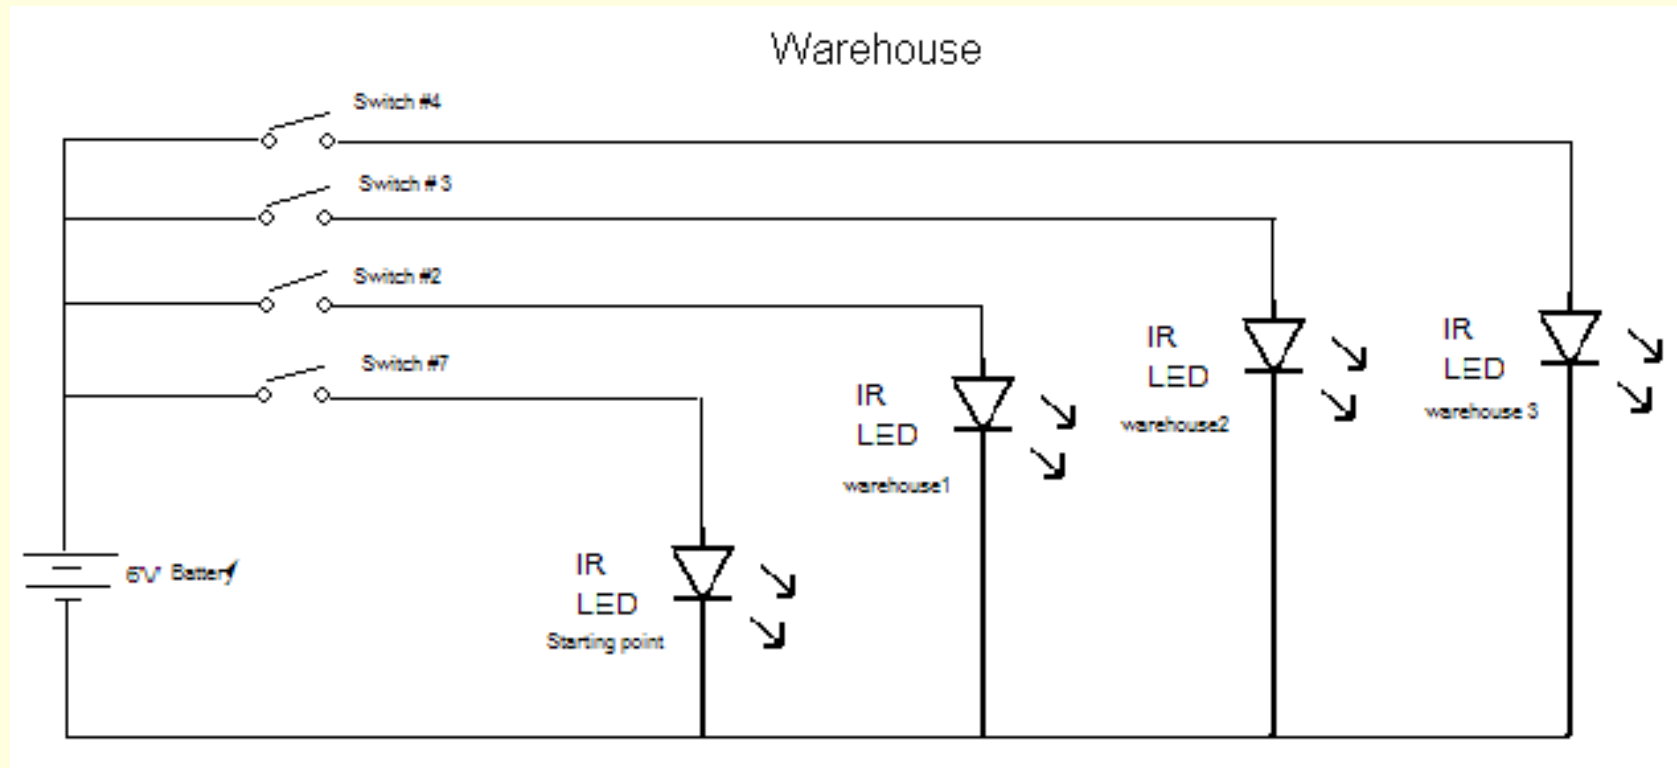 Warehouse
Switch #4
Switch # 3
Switch #2
Switch #7
IR
LED
warehouse 3
IR
LED
warehouse2
IR
LED
warehouse1
IR
LED
Starting point
6V Battery